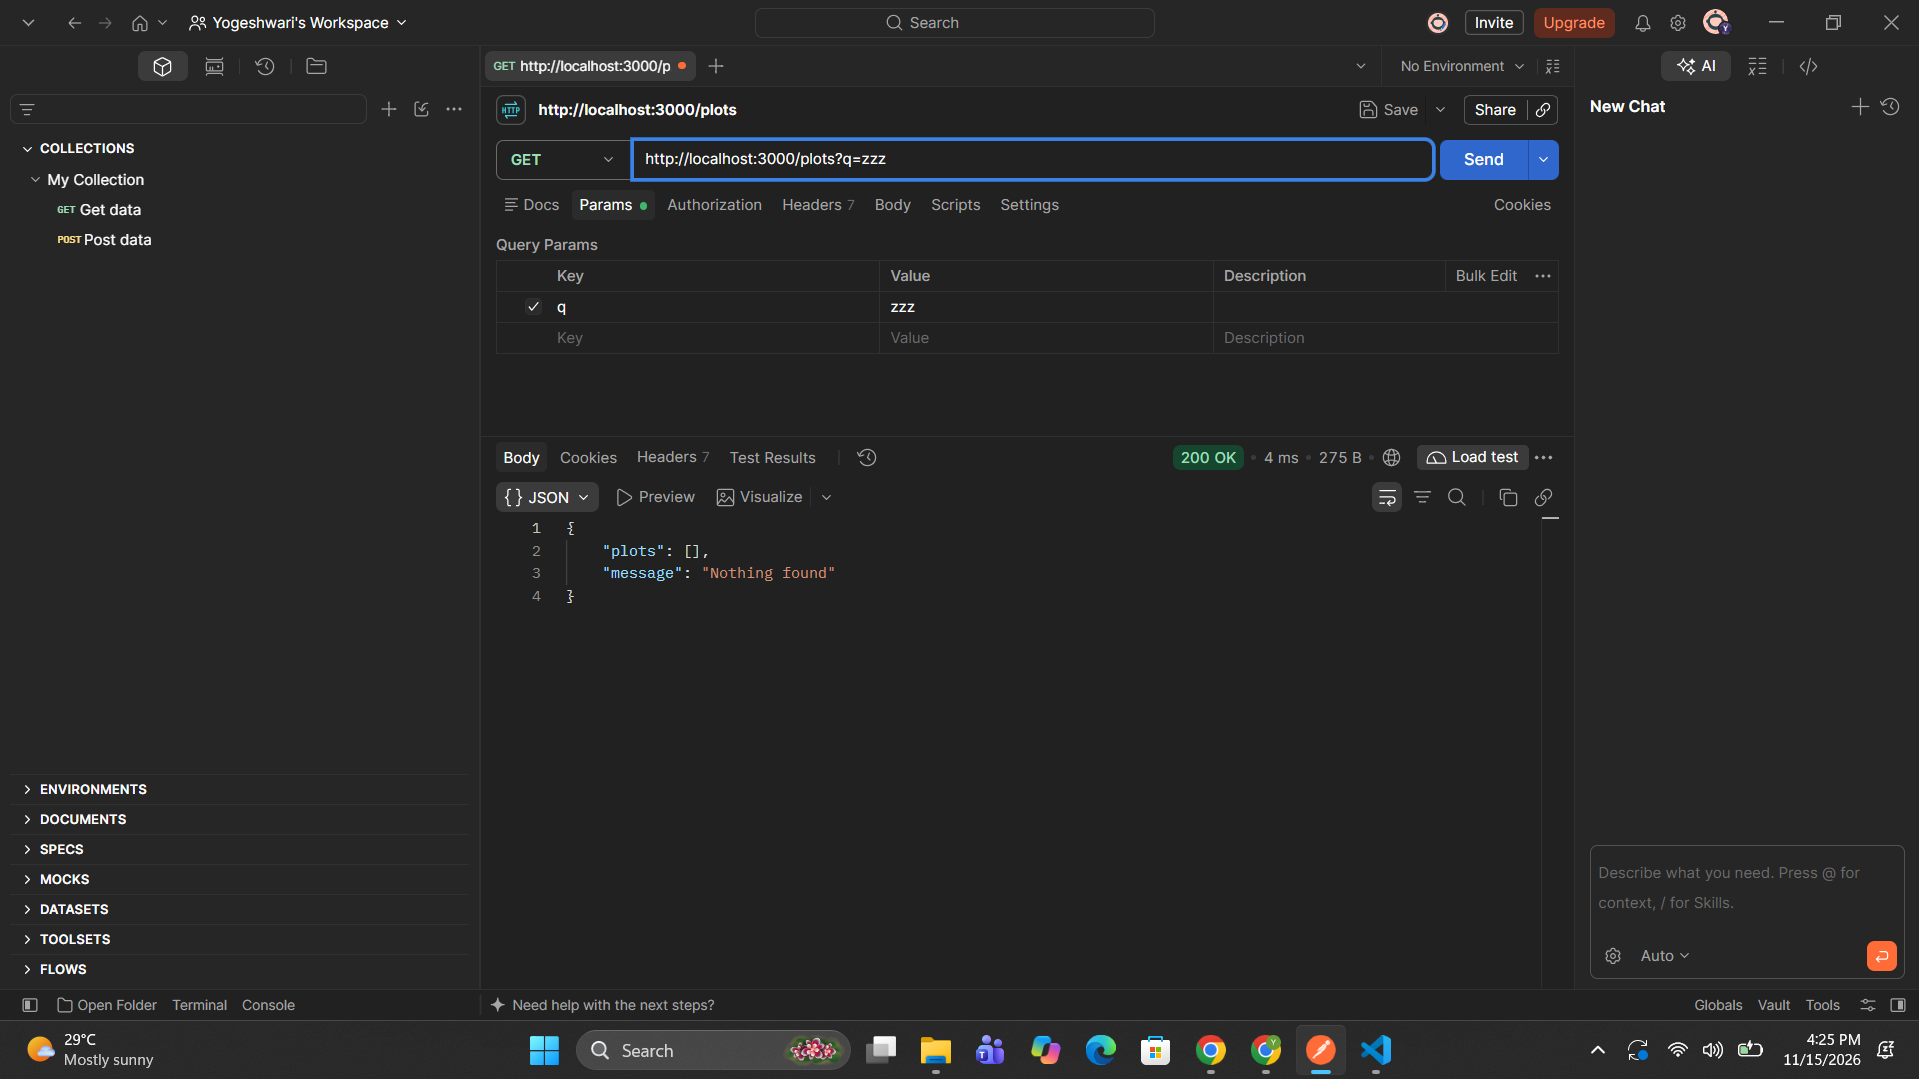 Yogeshwari's Workspace
Search
Invite
Upgrade
GET http://localhost:3000/p
No Environment
AI
HTTP http://localhost:3000/plots
Save
Share
New Chat
COLLECTIONS
My Collection
GET Get data
POST Post data
GET
http://localhost:3000/plots?q=zzz
Send
Docs
Params
Authorization
Headers 7
Body
Scripts
Settings
Cookies
Query Params
Key Value Description Bulk Edit
q zzz
Key Value Description
Body Cookies Headers 7 Test Results
200 OK • 4 ms • 275 B
Load test
{} JSON
Preview
Visualize
1 {
2 "plots": [],
3 "message": "Nothing found"
4 }
ENVIRONMENTS
DOCUMENTS
SPECS
MOCKS
DATASETS
TOOLSETS
FLOWS
Describe what you need. Press @ for
context, / for Skills.
Auto
Open Folder
Terminal
Console
Need help with the next steps?
Globals
Vault
Tools
29°C
Mostly sunny
Search
4:25 PM
11/15/2026